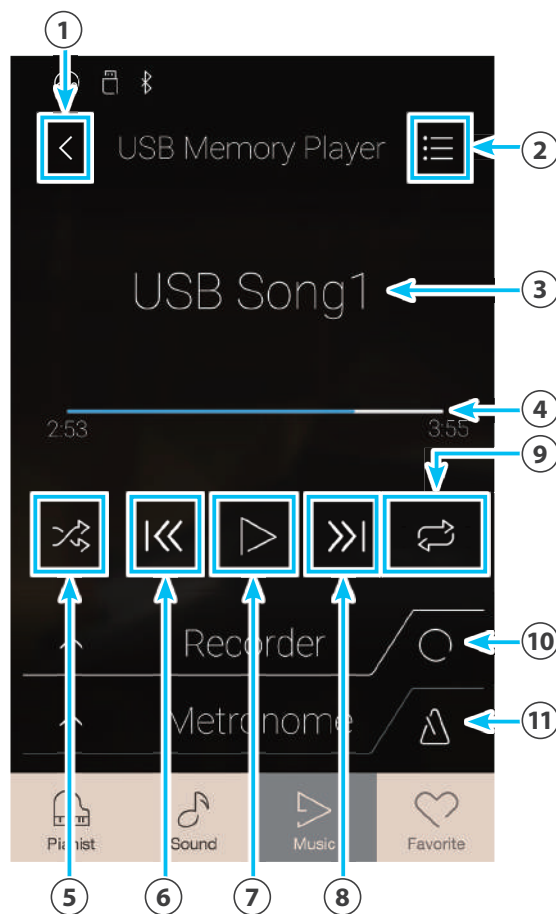 1
USB Memory Player
2
USB Song1
3
4
2:53 3:55
9
Recorder
10
Metronome
11
Pianist Sound Music Favorite
5 6 7 8